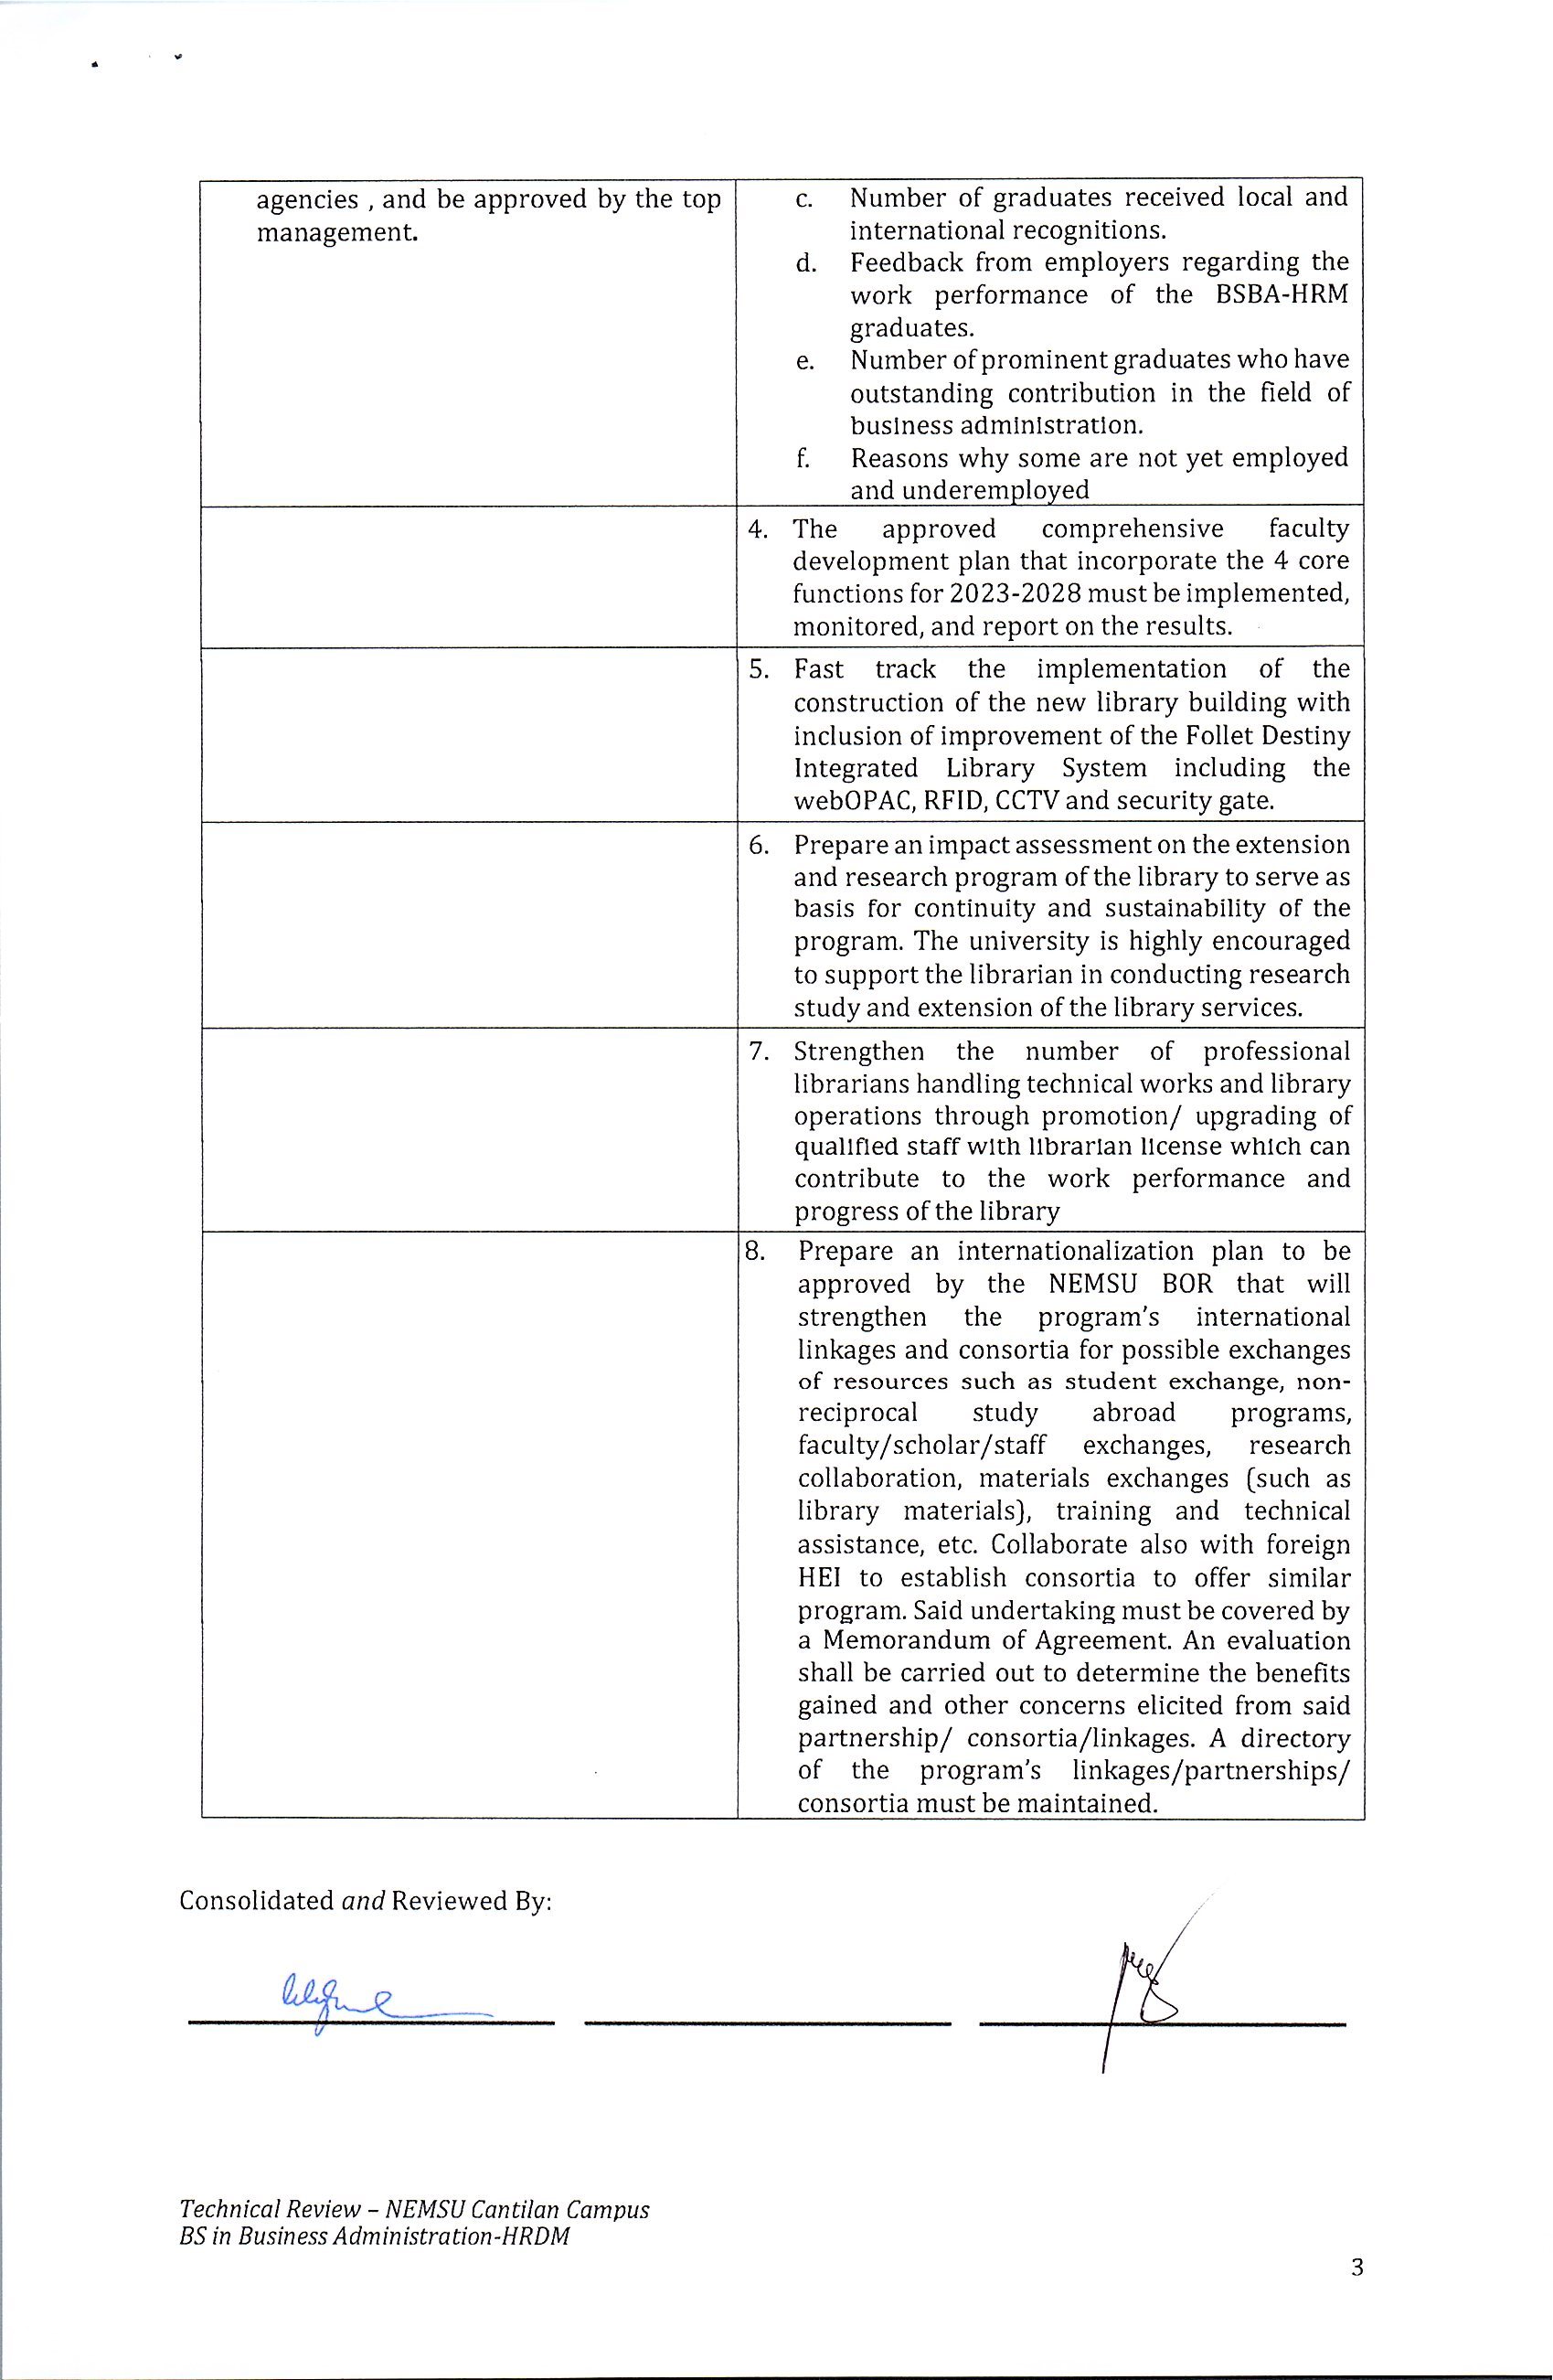 agencies , and be approved by the top
management.
c. Number of graduates received local and
international recognitions.
d. Feedback from employers regarding the
work performance of the BSBA-HRM
graduates.
e. Number of prominent graduates who have
outstanding contribution in the field of
business administration.
f. Reasons why some are not yet employed
and underemployed
4. The approved comprehensive faculty
development plan that incorporate the 4 core
functions for 2023-2028 must be implemented,
monitored, and report on the results.
5. Fast track the implementation of the
construction of the new library building with
inclusion of improvement of the Follet Destiny
Integrated Library System including the
webOPAC, RFID, CCTV and security gate.
6. Prepare an impact assessment on the extension
and research program of the library to serve as
basis for continuity and sustainability of the
program. The university is highly encouraged
to support the librarian in conducting research
study and extension of the library services.
7. Strengthen the number of professional
librarians handling technical works and library
operations through promotion/ upgrading of
qualified staff with librarian license which can
contribute to the work performance and
progress of the library
8. Prepare an internationalization plan to be
approved by the NEMSU BOR that will
strengthen the program's international
linkages and consortia for possible exchanges
of resources such as student exchange, non-
reciprocal study abroad programs,
faculty/scholar/staff exchanges, research
collaboration, materials exchanges (such as
library materials), training and technical
assistance, etc. Collaborate also with foreign
HEI to establish consortia to offer similar
program. Said undertaking must be covered by
a Memorandum of Agreement. An evaluation
shall be carried out to determine the benefits
gained and other concerns elicited from said
partnership/ consortia/linkages. A directory
of the program's linkages/partnerships/
consortia must be maintained.
Consolidated and Reviewed By:
Technical Review – NEMSU Cantilan Campus
BS in Business Administration-HRDM
3